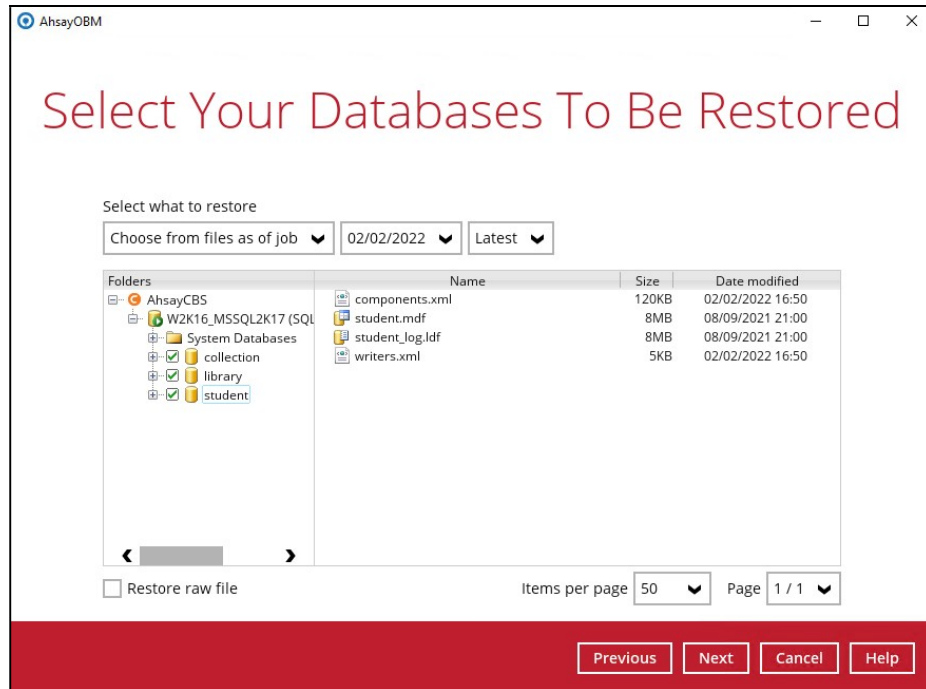 AhsayOBM
Select Your Databases To Be Restored
Select what to restore
Choose from files as of job 02/02/2022 Latest
Folders Name Size Date modified
AhsayCBS components.xml 120KB 02/02/2022 16:50
W2K16_MSSQL2K17 (SQL student.mdf 8MB 08/09/2021 21:00
System Databases student_log.ldf 8MB 08/09/2021 21:00
collection writers.xml 5KB 02/02/2022 16:50
library
student
Restore raw file Items per page 50 Page 1 / 1
Previous Next Cancel Help